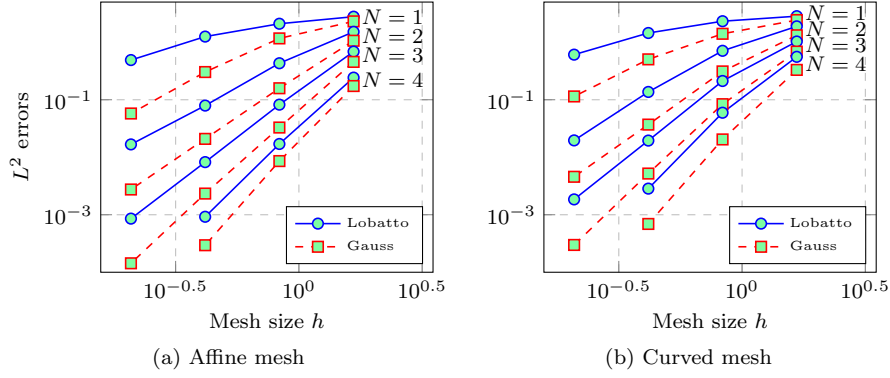 N = 1
N = 2
N = 3
N = 4
10^−1
10^−3
L^2 errors
Lobatto
Gauss
10^−0.5
10^0
10^0.5
Mesh size h
(a) Affine mesh
N = 1
N = 2
N = 3
N = 4
10^−1
10^−3
Lobatto
Gauss
10^−0.5
10^0
10^0.5
Mesh size h
(b) Curved mesh